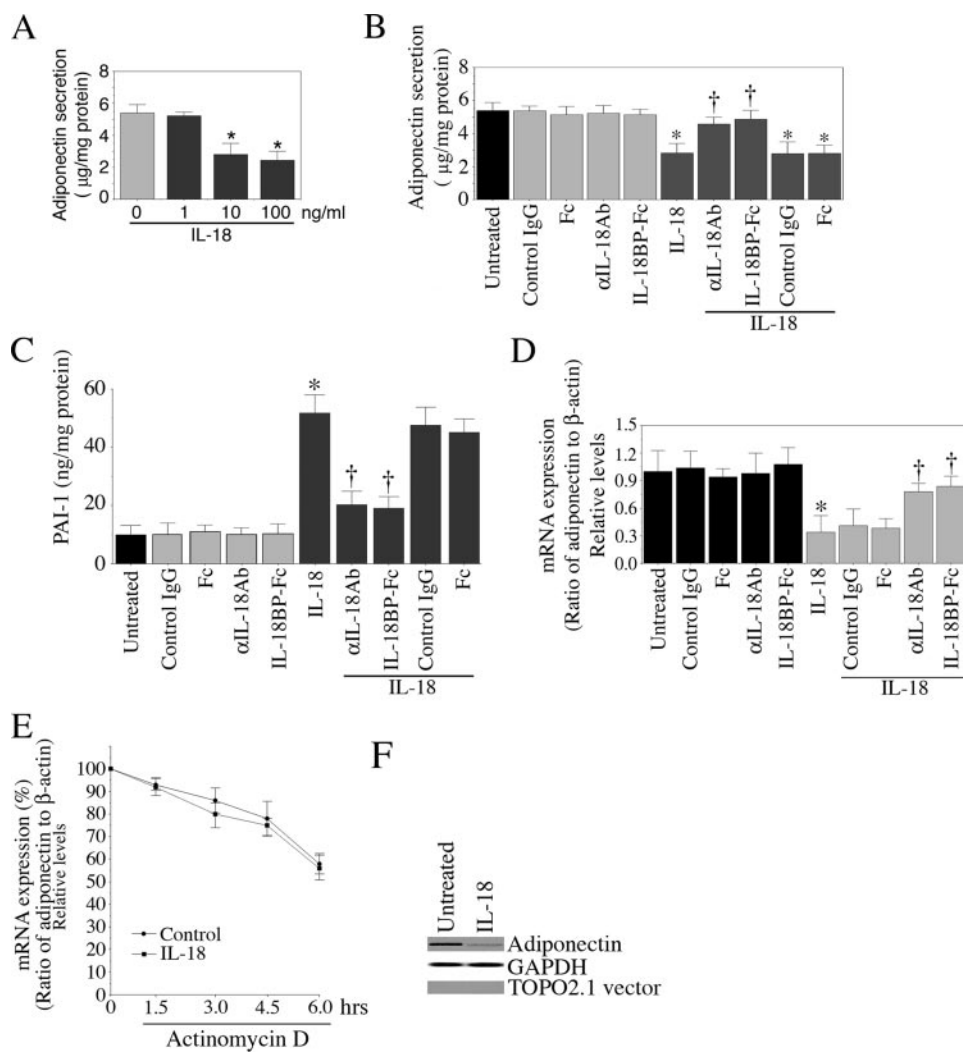 A
Adiponectin secretion
( µg/mg protein)
8
6
4
2
0
*
*
0 1 10 100 ng/ml
IL-18
B
Adiponectin secretion
( µg/mg protein)
8
6
4
2
0
* † † * *
Untreated
Control IgG
Fc
αIL-18Ab
IL-18BP-Fc
IL-18
αIL-18Ab
IL-18BP-Fc
Control IgG
Fc
IL-18
C
PAI-1 (ng/mg protein)
60
40
20
0
*
† †
Untreated
Control IgG
Fc
αIL-18Ab
IL-18BP-Fc
IL-18
αIL-18Ab
IL-18BP-Fc
Control IgG
Fc
IL-18
D
mRNA expression
(Ratio of adiponectin to β-actin)
Relative levels
1.5
1.2
0.9
0.6
0.3
0.0
*
† †
Untreated
Control IgG
Fc
αIL-18Ab
IL-18BP-Fc
IL-18
Control IgG
Fc
αIL-18Ab
IL-18BP-Fc
IL-18
E
mRNA expression (%)
(Ratio of adiponectin to β-actin)
Relative levels
100
90
80
70
60
50
40
30
20
10
0
Control
IL-18
0 1.5 3.0 4.5 6.0 hrs
Actinomycin D
F
Untreated
IL-18
Adiponectin
GAPDH
TOPO2.1 vector